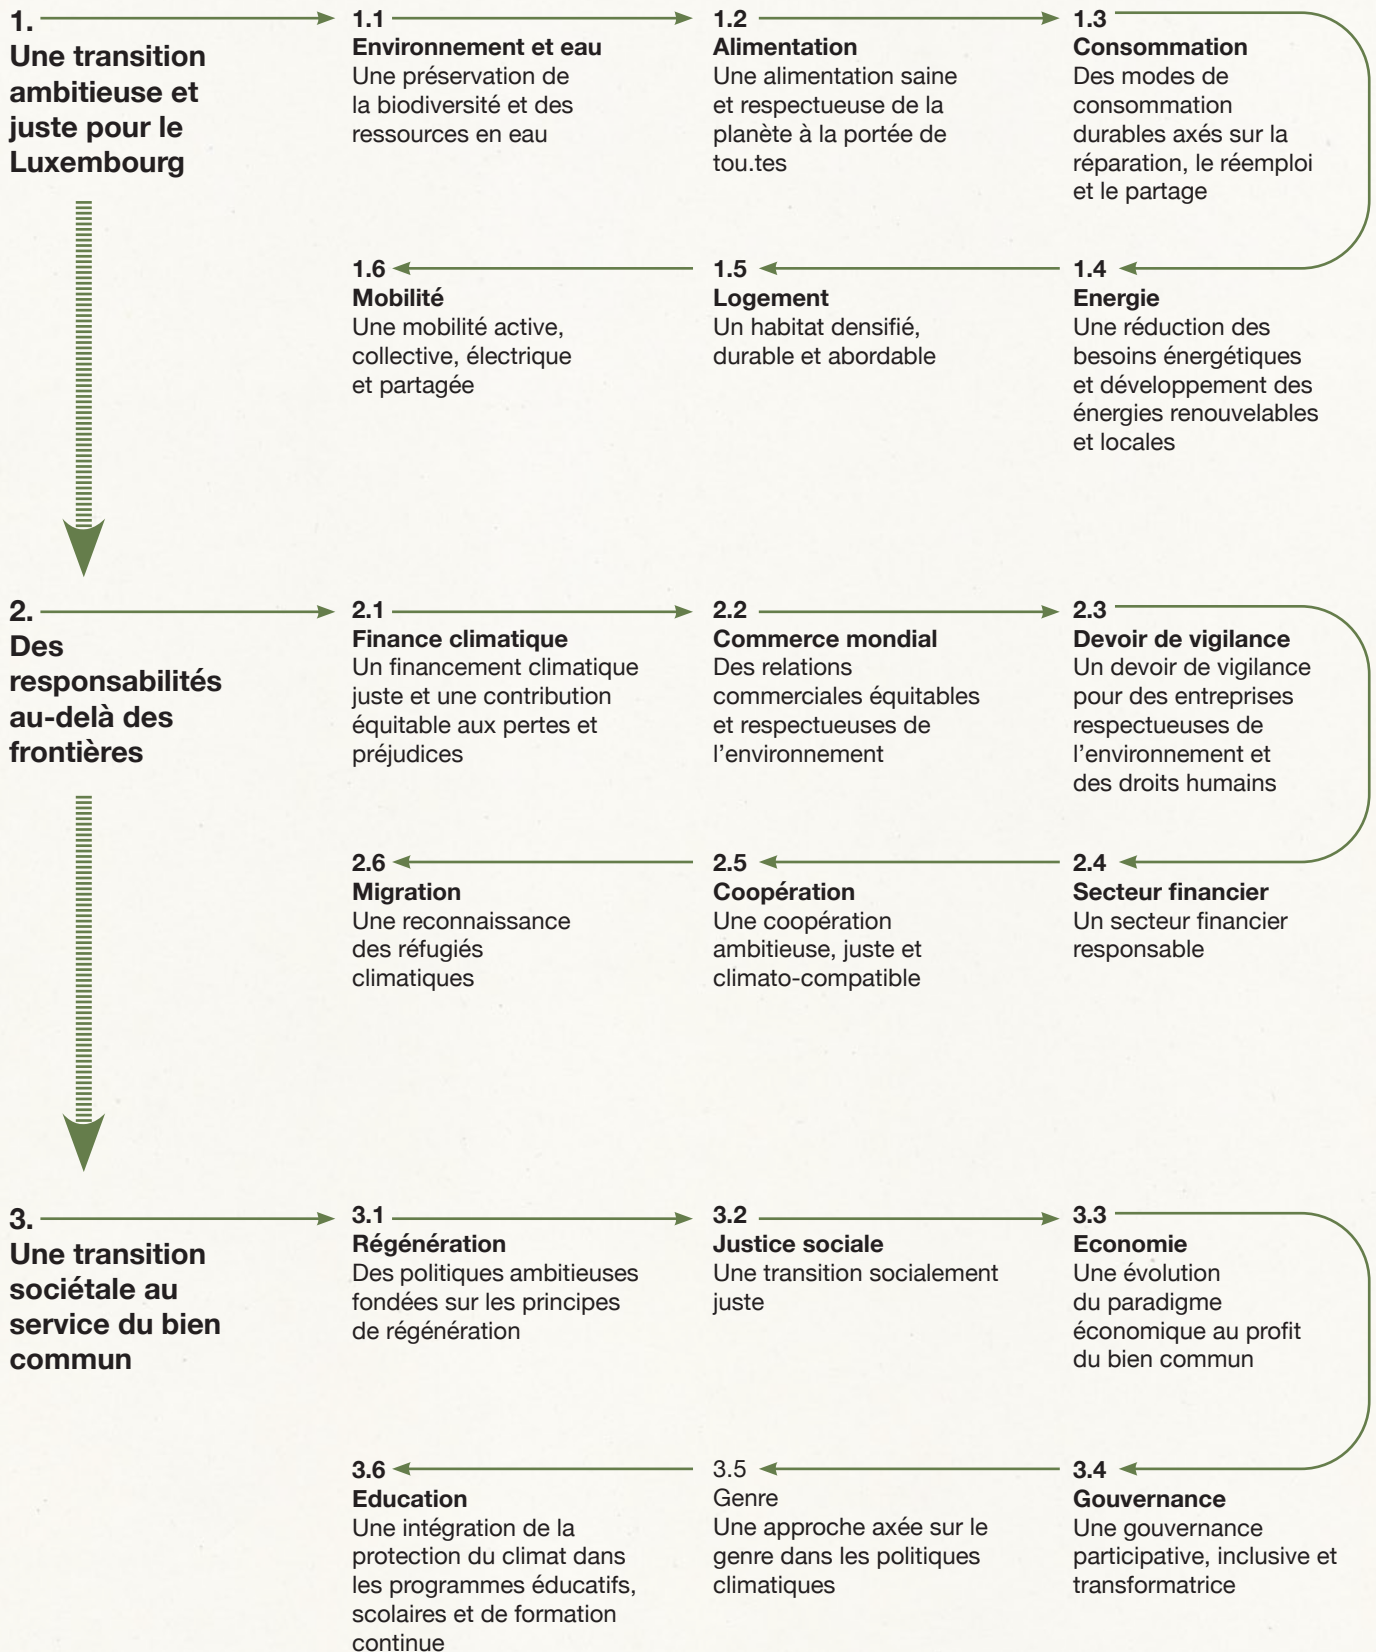 1.
Une transition
ambitieuse et
juste pour le
Luxembourg
1.1
Environnement et eau
Une préservation de
la biodiversité et des
ressources en eau
1.2
Alimentation
Une alimentation saine
et respectueuse de la
planète à la portée de
tou.tes
1.3
Consommation
Des modes de
consommation
durables axés sur la
réparation, le réemploi
et le partage
1.4
Energie
Une réduction des
besoins énergétiques
et développement des
énergies renouvelables
et locales
1.5
Logement
Un habitat densifié,
durable et abordable
1.6
Mobilité
Une mobilité active,
collective, électrique
et partagée
2.
Des
responsabilités
au-delà des
frontières
2.1
Finance climatique
Un financement climatique
juste et une contribution
équitable aux pertes et
préjudices
2.2
Commerce mondial
Des relations
commerciales équitables
et respectueuses de
l’environnement
2.3
Devoir de vigilance
Un devoir de vigilance
pour des entreprises
respectueuses de
l’environnement et
des droits humains
2.4
Secteur financier
Un secteur financier
responsable
2.5
Coopération
Une coopération
ambitieuse, juste et
climato-compatible
2.6
Migration
Une reconnaissance
des réfugiés
climatiques
3.
Une transition
sociétale au
service du bien
commun
3.1
Régénération
Des politiques ambitieuses
fondées sur les principes
de régénération
3.2
Justice sociale
Une transition socialement
juste
3.3
Economie
Une évolution
du paradigme
économique au profit
du bien commun
3.4
Gouvernance
Une gouvernance
participative, inclusive et
transformatrice
3.5
Genre
Une approche axée sur le
genre dans les politiques
climatiques
3.6
Education
Une intégration de la
protection du climat dans
les programmes éducatifs,
scolaires et de formation
continue